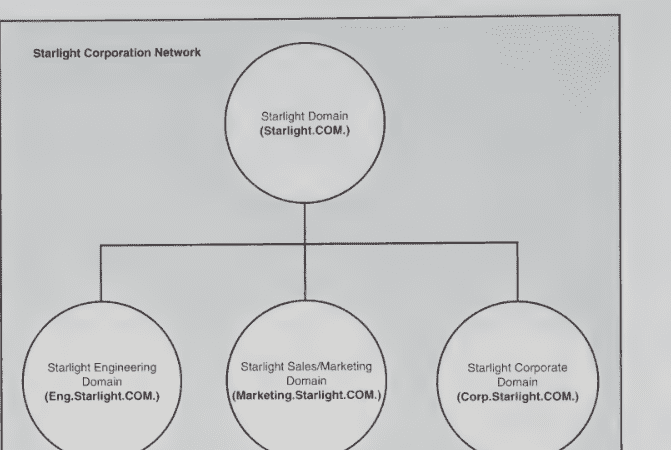 Starlight Corporation Network
Starlight Domain
(Starlight.COM.)
Starlight Engineering
Domain
(Eng.Starlight.COM.)
Starlight Sales/Marketing
Domain
(Marketing.Starlight.COM.)
Starlight Corporate
Domain
(Corp.Starlight.COM.)